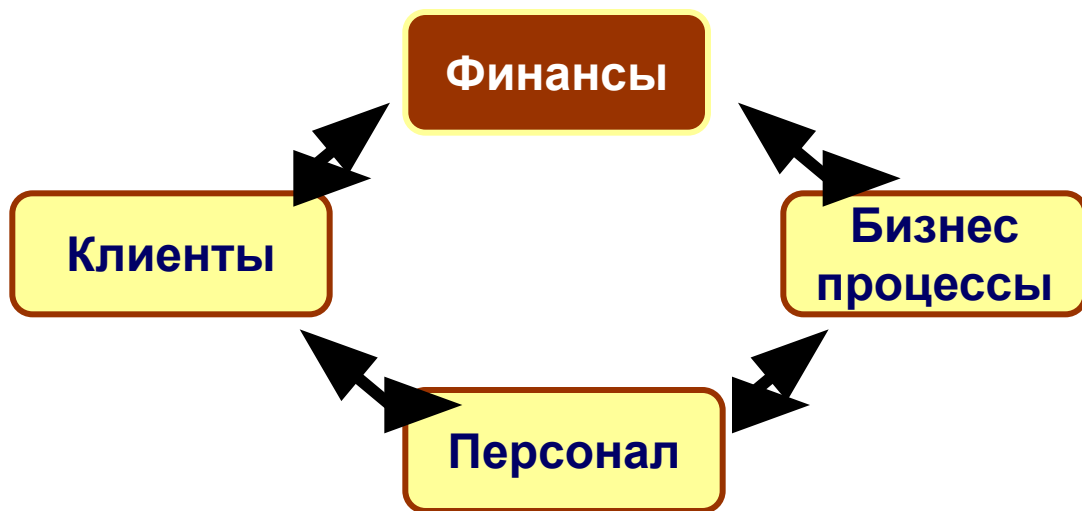 Финансы
Клиенты
Бизнес
процессы
Персонал